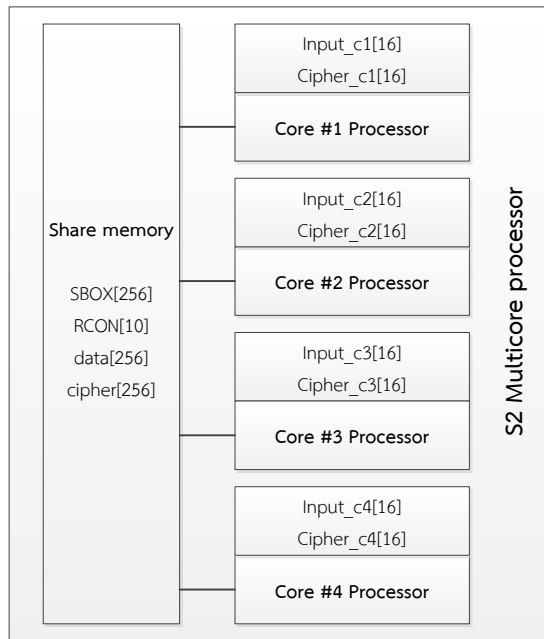 Share memory
SBOX[256]
RCON[10]
data[256]
cipher[256]
Input_c1[16]
Cipher_c1[16]
Core #1 Processor
Input_c2[16]
Cipher_c2[16]
Core #2 Processor
Input_c3[16]
Cipher_c3[16]
Core #3 Processor
Input_c4[16]
Cipher_c4[16]
Core #4 Processor
S2 Multicore processor